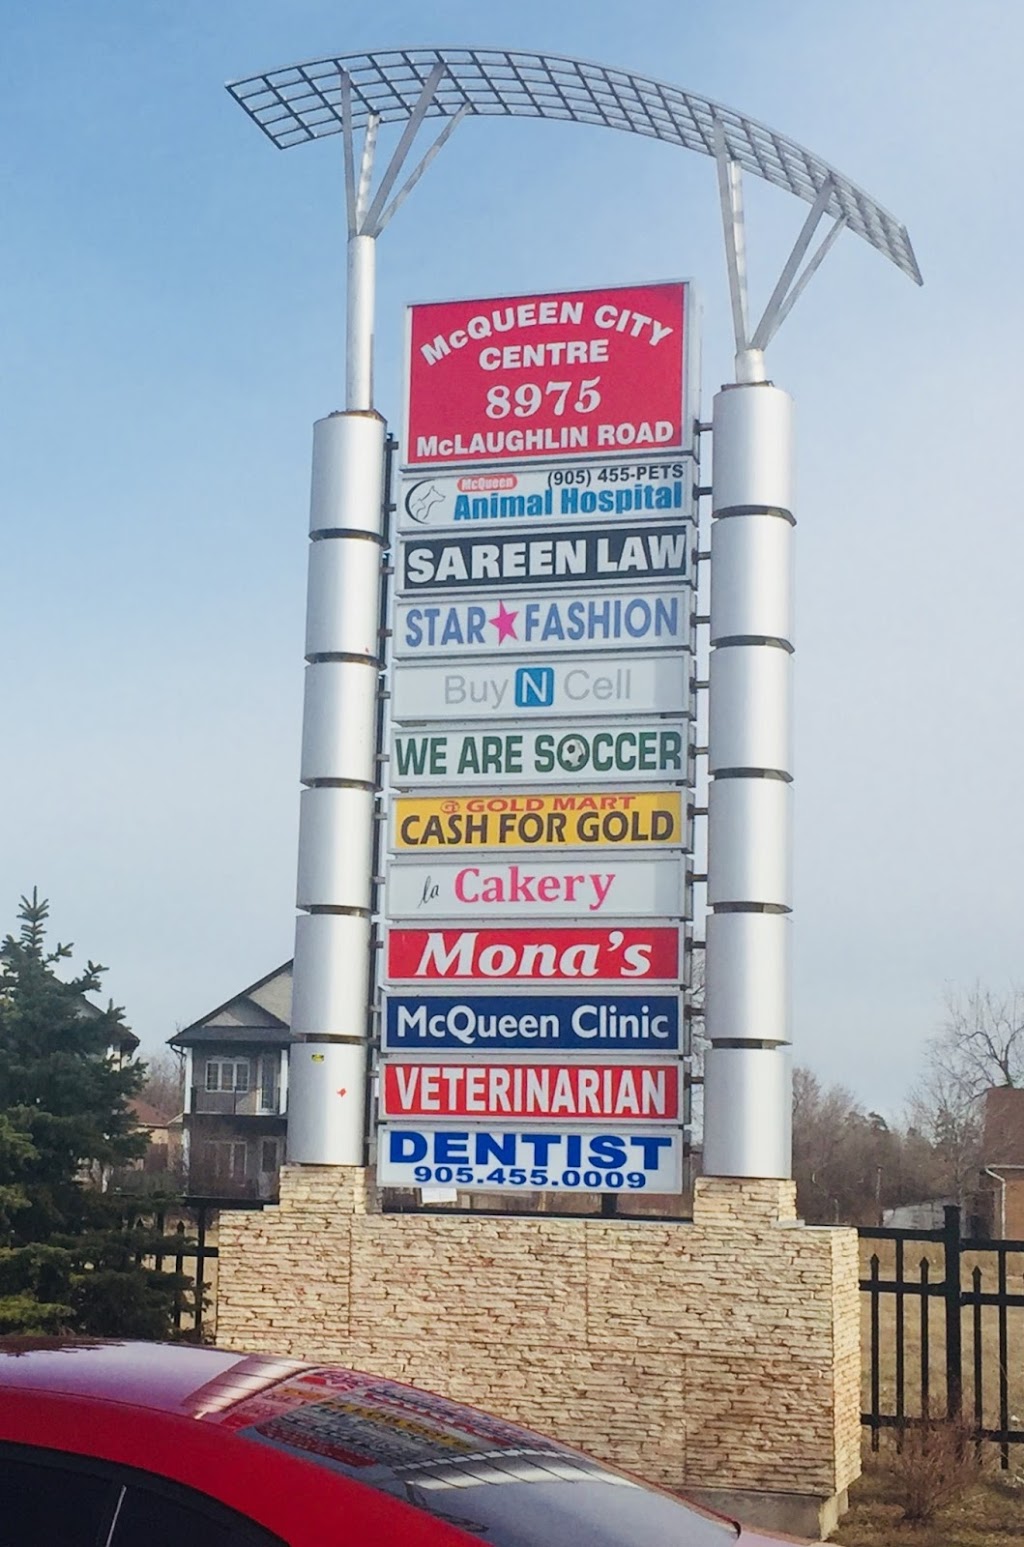 McQUEEN CITY
CENTRE
8975
McLAUGHLIN ROAD
McQueen
(905) 455-PETS
Animal Hospital
SAREEN LAW
STAR FASHION
Buy N Cell
WE ARE SOCCER
GOLD MART
CASH FOR GOLD
la Cakery
Mona's
McQueen Clinic
VETERINARIAN
DENTIST
905.455.0009